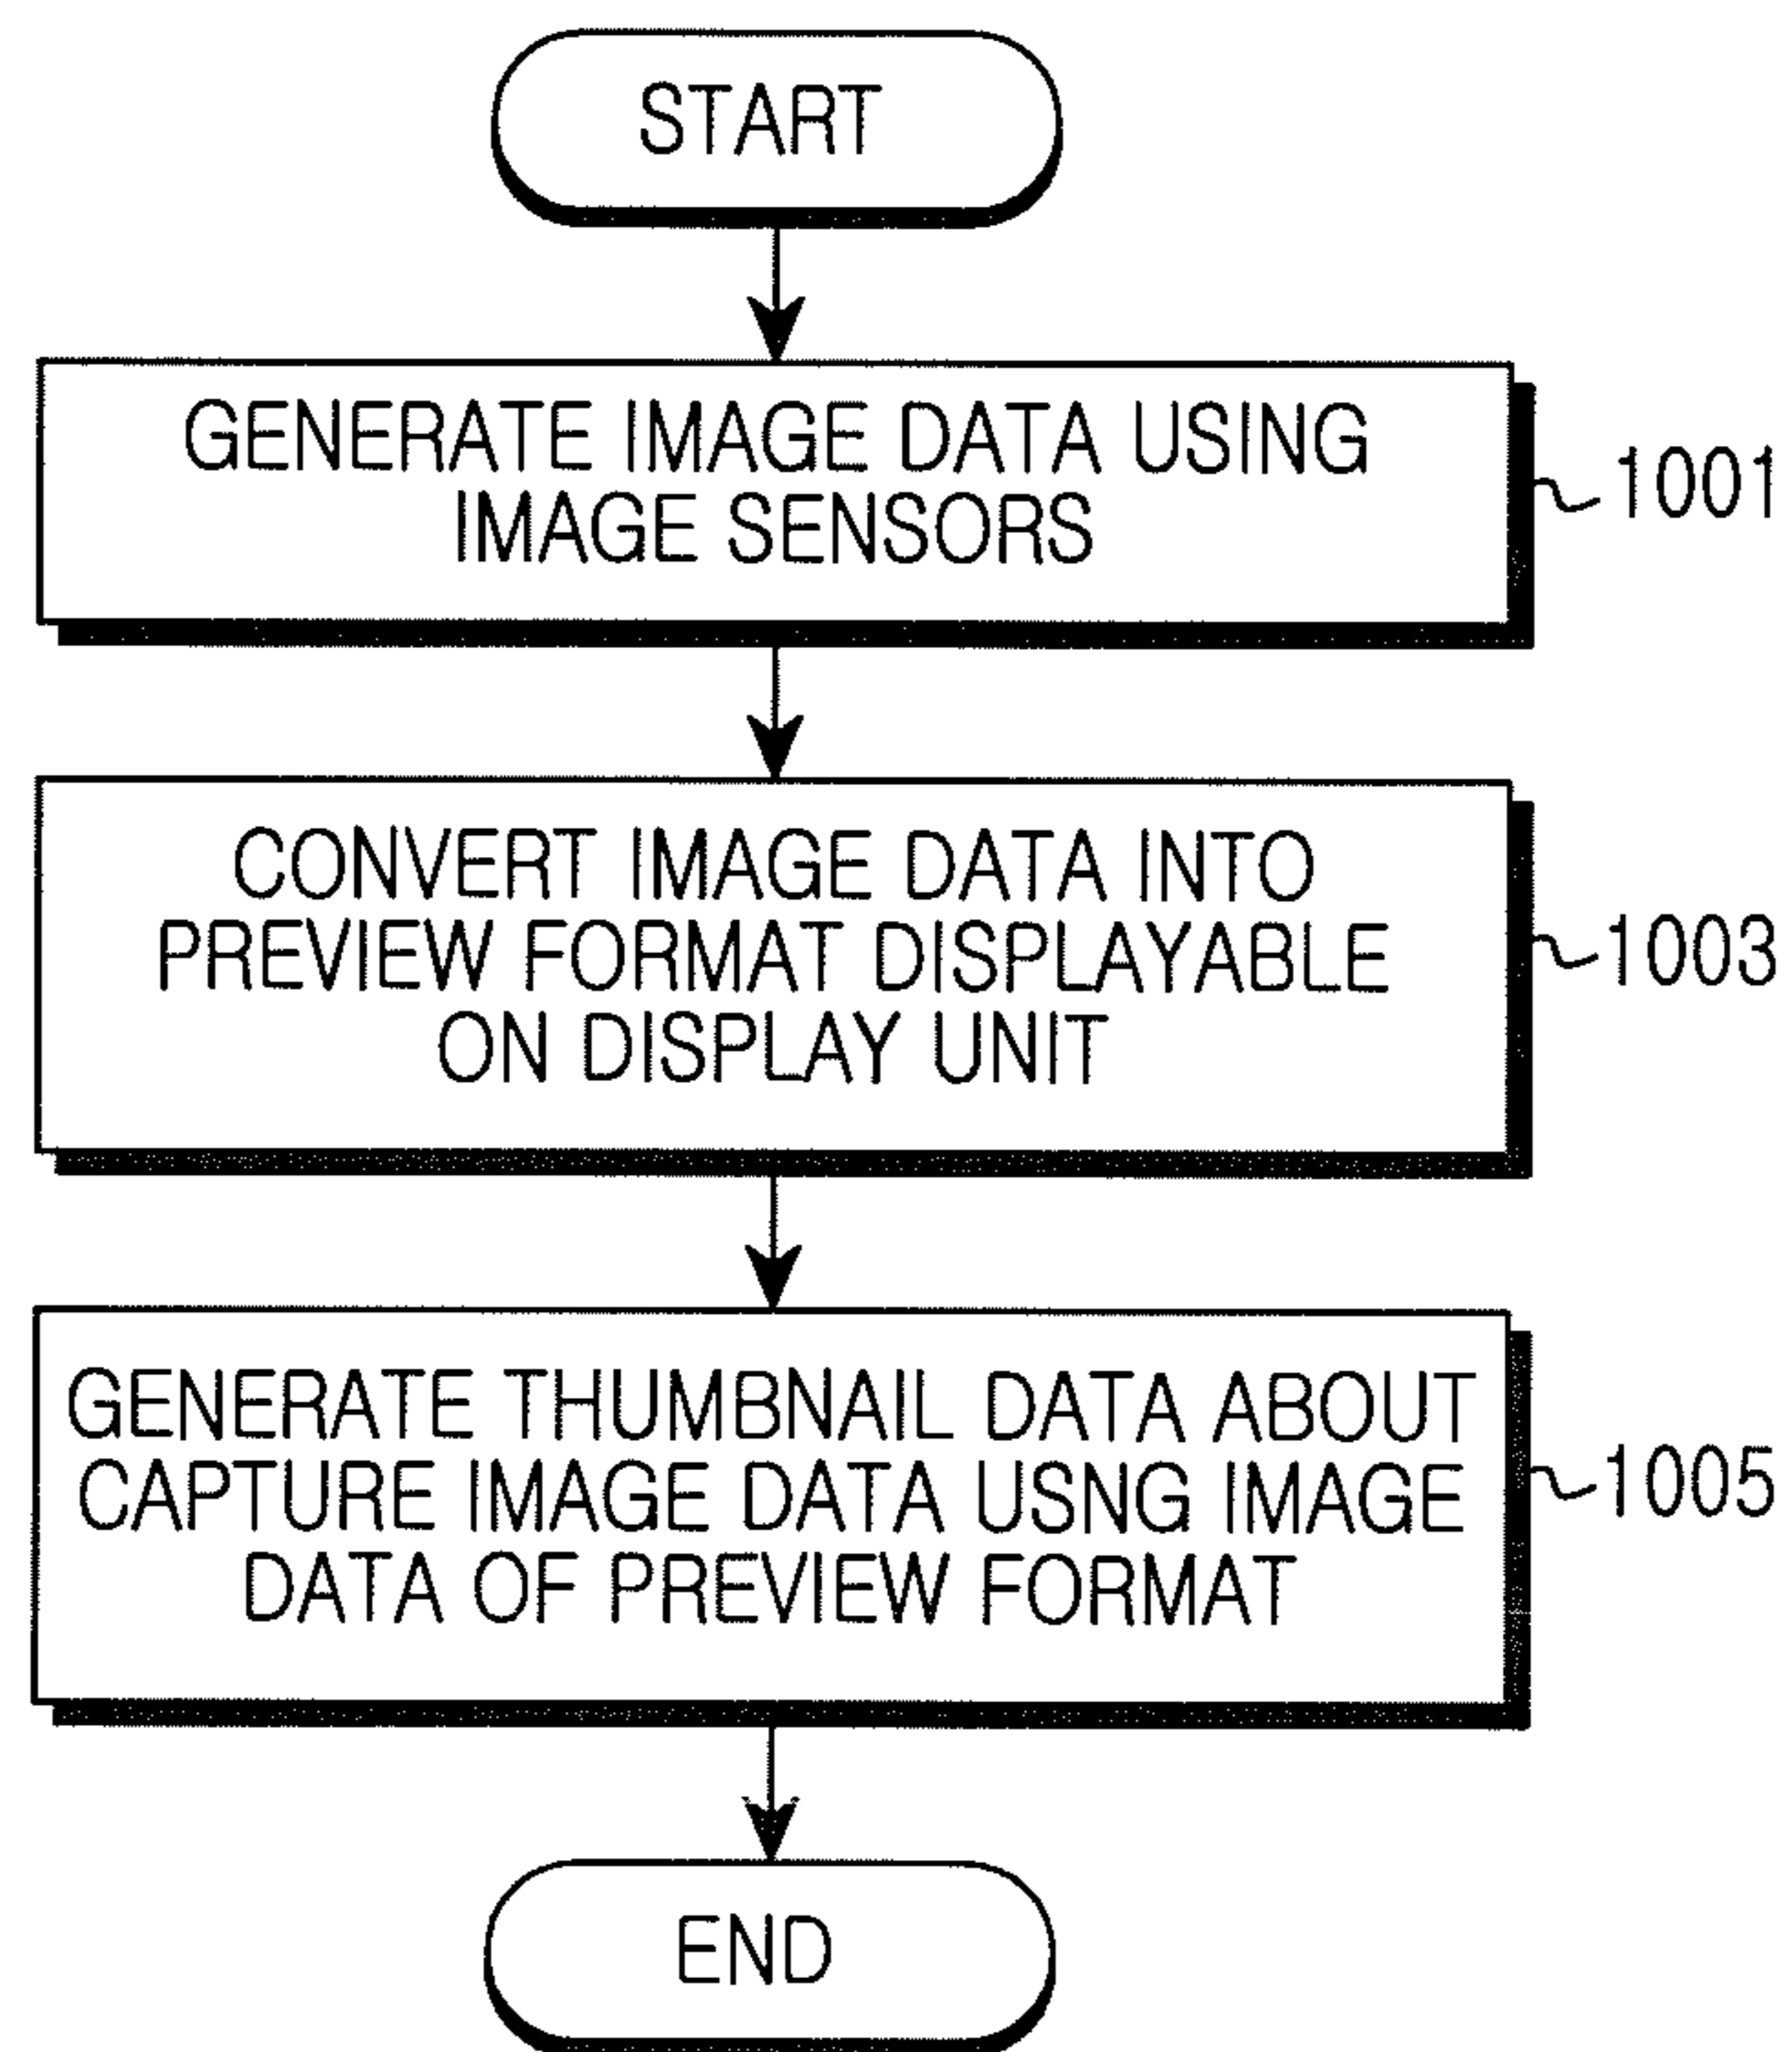 START
GENERATE IMAGE DATA USING
IMAGE SENSORS
1001
CONVERT IMAGE DATA INTO
PREVIEW FORMAT DISPLAYABLE
ON DISPLAY UNIT
1003
GENERATE THUMBNAIL DATA ABOUT
CAPTURE IMAGE DATA USNG IMAGE
DATA OF PREVIEW FORMAT
1005
END